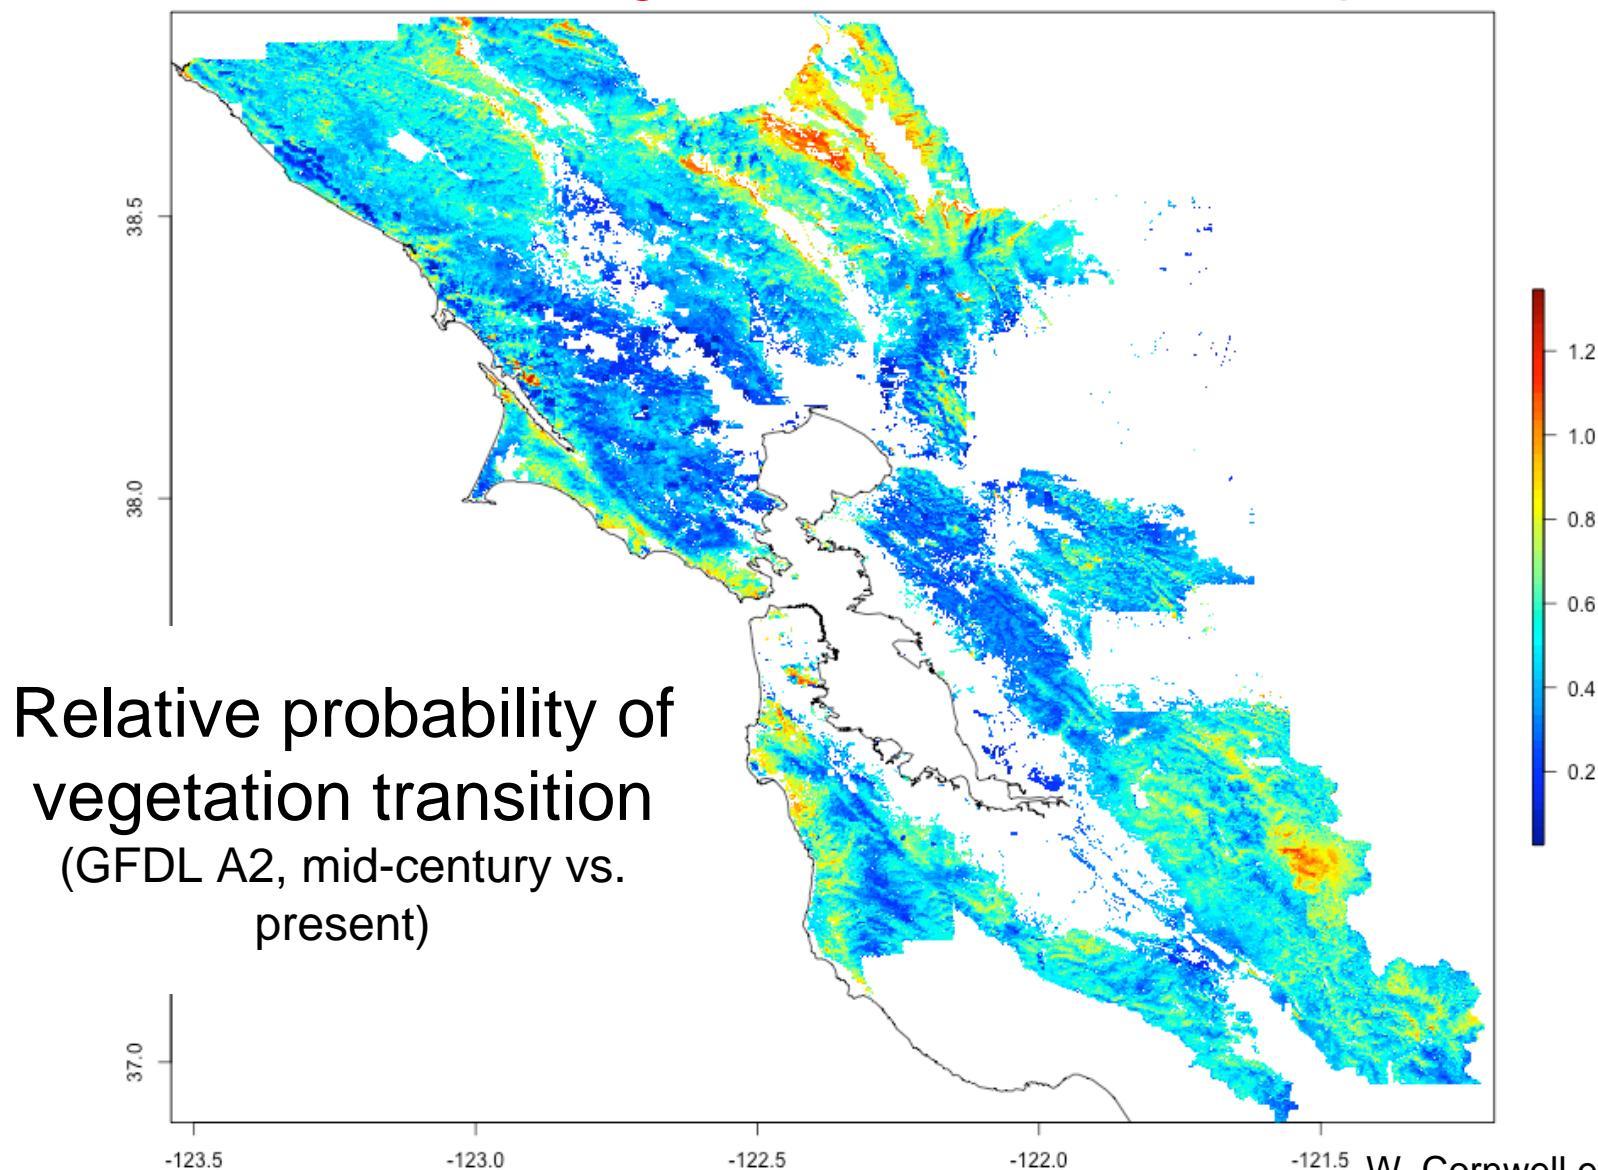 38.5
38.0
37.0
-123.5
-123.0
-122.5
-122.0
-121.5
1.2
1.0
0.8
0.6
0.4
0.2
Relative probability of
vegetation transition
(GFDL A2, mid-century vs.
present)
W. Cornwell e